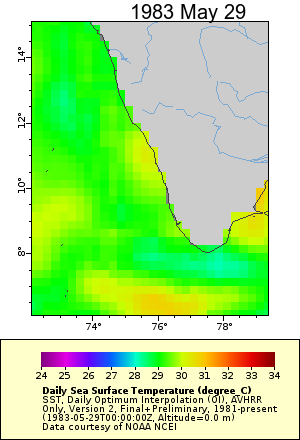 1983 May 29
14°
12°
10°
8°
74° 76° 78°
24 25 26 27 28 29 30 31 32 33 34
Daily Sea Surface Temperature (degree_C)
SST, Daily Optimum Interpolation (OI), AVHRR
Only, Version 2, Final+Preliminary, 1981-present
(1983-05-29T00:00:00Z, Altitude=0.0 m)
Data courtesy of NOAA NCEI